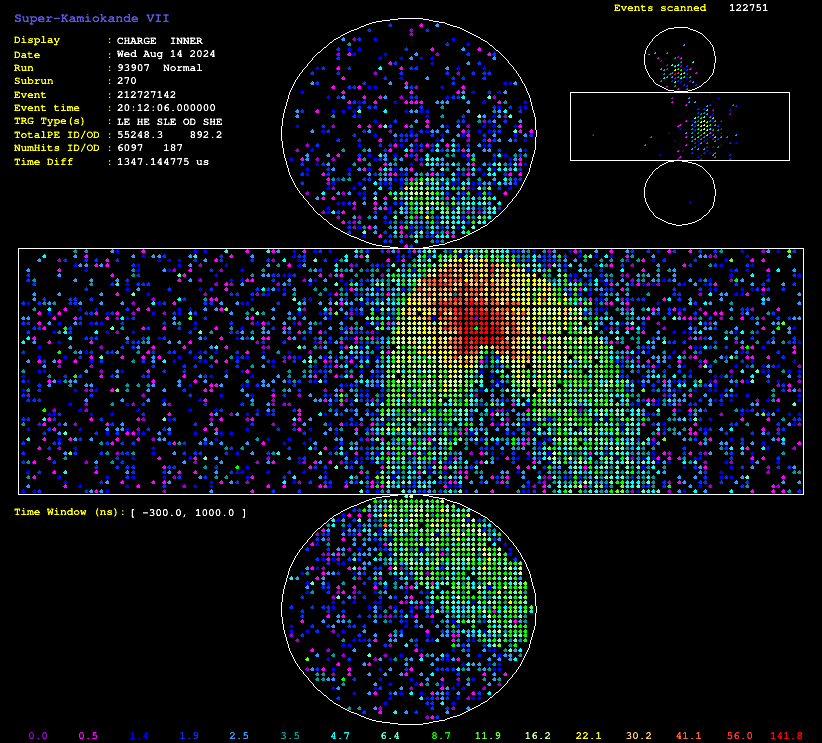 Super-Kamiokande VII
Events scanned 122751
Display : CHARGE INNER
Date : Wed Aug 14 2024
Run : 93907 Normal
Subrun : 270
Event : 212727142
Event time : 20:12:06.000000
TRG Type(s) : LE HE SLE OD SHE
TotalPE ID/OD : 55248.3 892.2
NumHits ID/OD : 6097 187
Time Diff : 1347.144775 us
Time Window (ns): [ -300.0, 1000.0 ]
0.0 0.5 1.4 1.9 2.5 3.5 4.7 6.4 8.7 11.9 16.2 22.1 30.2 41.1 56.0 141.8